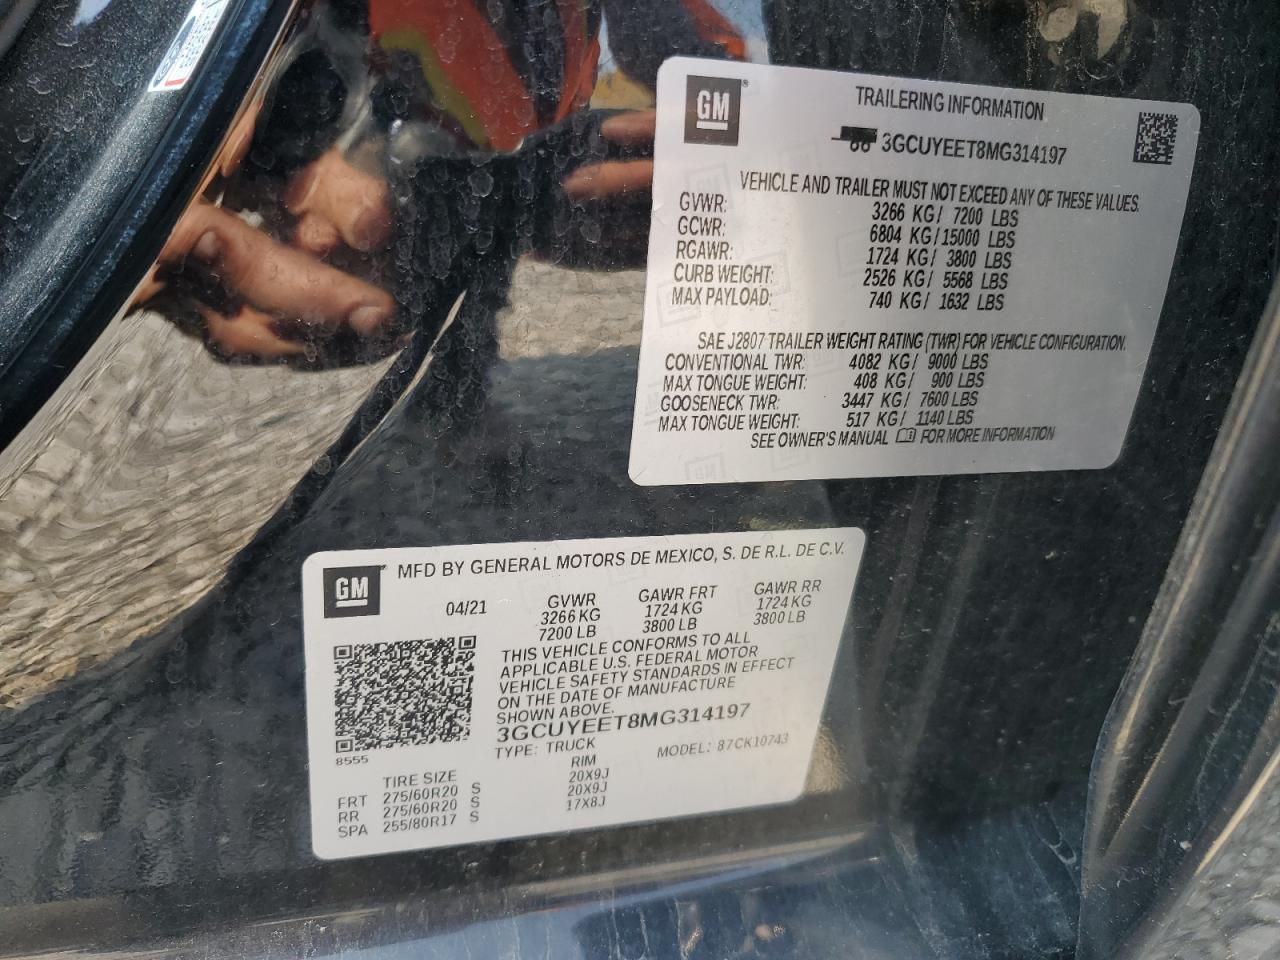 GM
TRAILERING INFORMATION
3GCUYEET8MG314197
VEHICLE AND TRAILER MUST NOT EXCEED ANY OF THESE VALUES.
GVWR: 3266 KG/ 7200 LBS
GCWR: 6804 KG/ 15000 LBS
RGAWR: 1724 KG/ 3800 LBS
CURB WEIGHT: 2526 KG/ 5568 LBS
MAX PAYLOAD: 740 KG/ 1632 LBS
SAE J2807 TRAILER WEIGHT RATING (TWR) FOR VEHICLE CONFIGURATION.
CONVENTIONAL TWR: 4082 KG/ 9000 LBS
MAX TONGUE WEIGHT: 408 KG/ 900 LBS
GOOSENECK TWR: 3447 KG/ 7600 LBS
MAX TONGUE WEIGHT: 517 KG/ 1140 LBS
SEE OWNER'S MANUAL FOR MORE INFORMATION
GM
MFD BY GENERAL MOTORS DE MEXICO, S. DE R.L. DE C.V.
04/21 GVWR GAWR FRT GAWR RR
3266 KG 1724 KG 1724 KG
7200 LB 3800 LB 3800 LB
THIS VEHICLE CONFORMS TO ALL
APPLICABLE U.S. FEDERAL MOTOR
VEHICLE SAFETY STANDARDS IN EFFECT
ON THE DATE OF MANUFACTURE
SHOWN ABOVE.
3GCUYEET8MG314197
8555
TYPE: TRUCK MODEL: 87CK10743
TIRE SIZE RIM
FRT 275/60R20 S 20X9J
RR 275/60R20 S 20X9J
SPA 255/80R17 S 17X8J